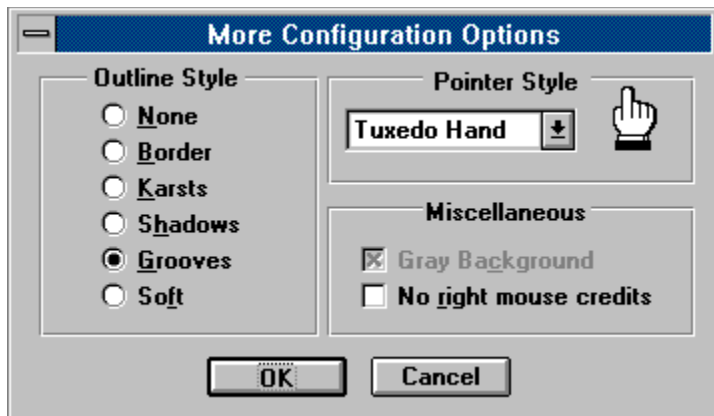 More Configuration Options
Outline Style
None
Border
Karsts
Shadows
Grooves
Soft
Pointer Style
Tuxedo Hand
Miscellaneous
Gray Background
No right mouse credits
OK
Cancel